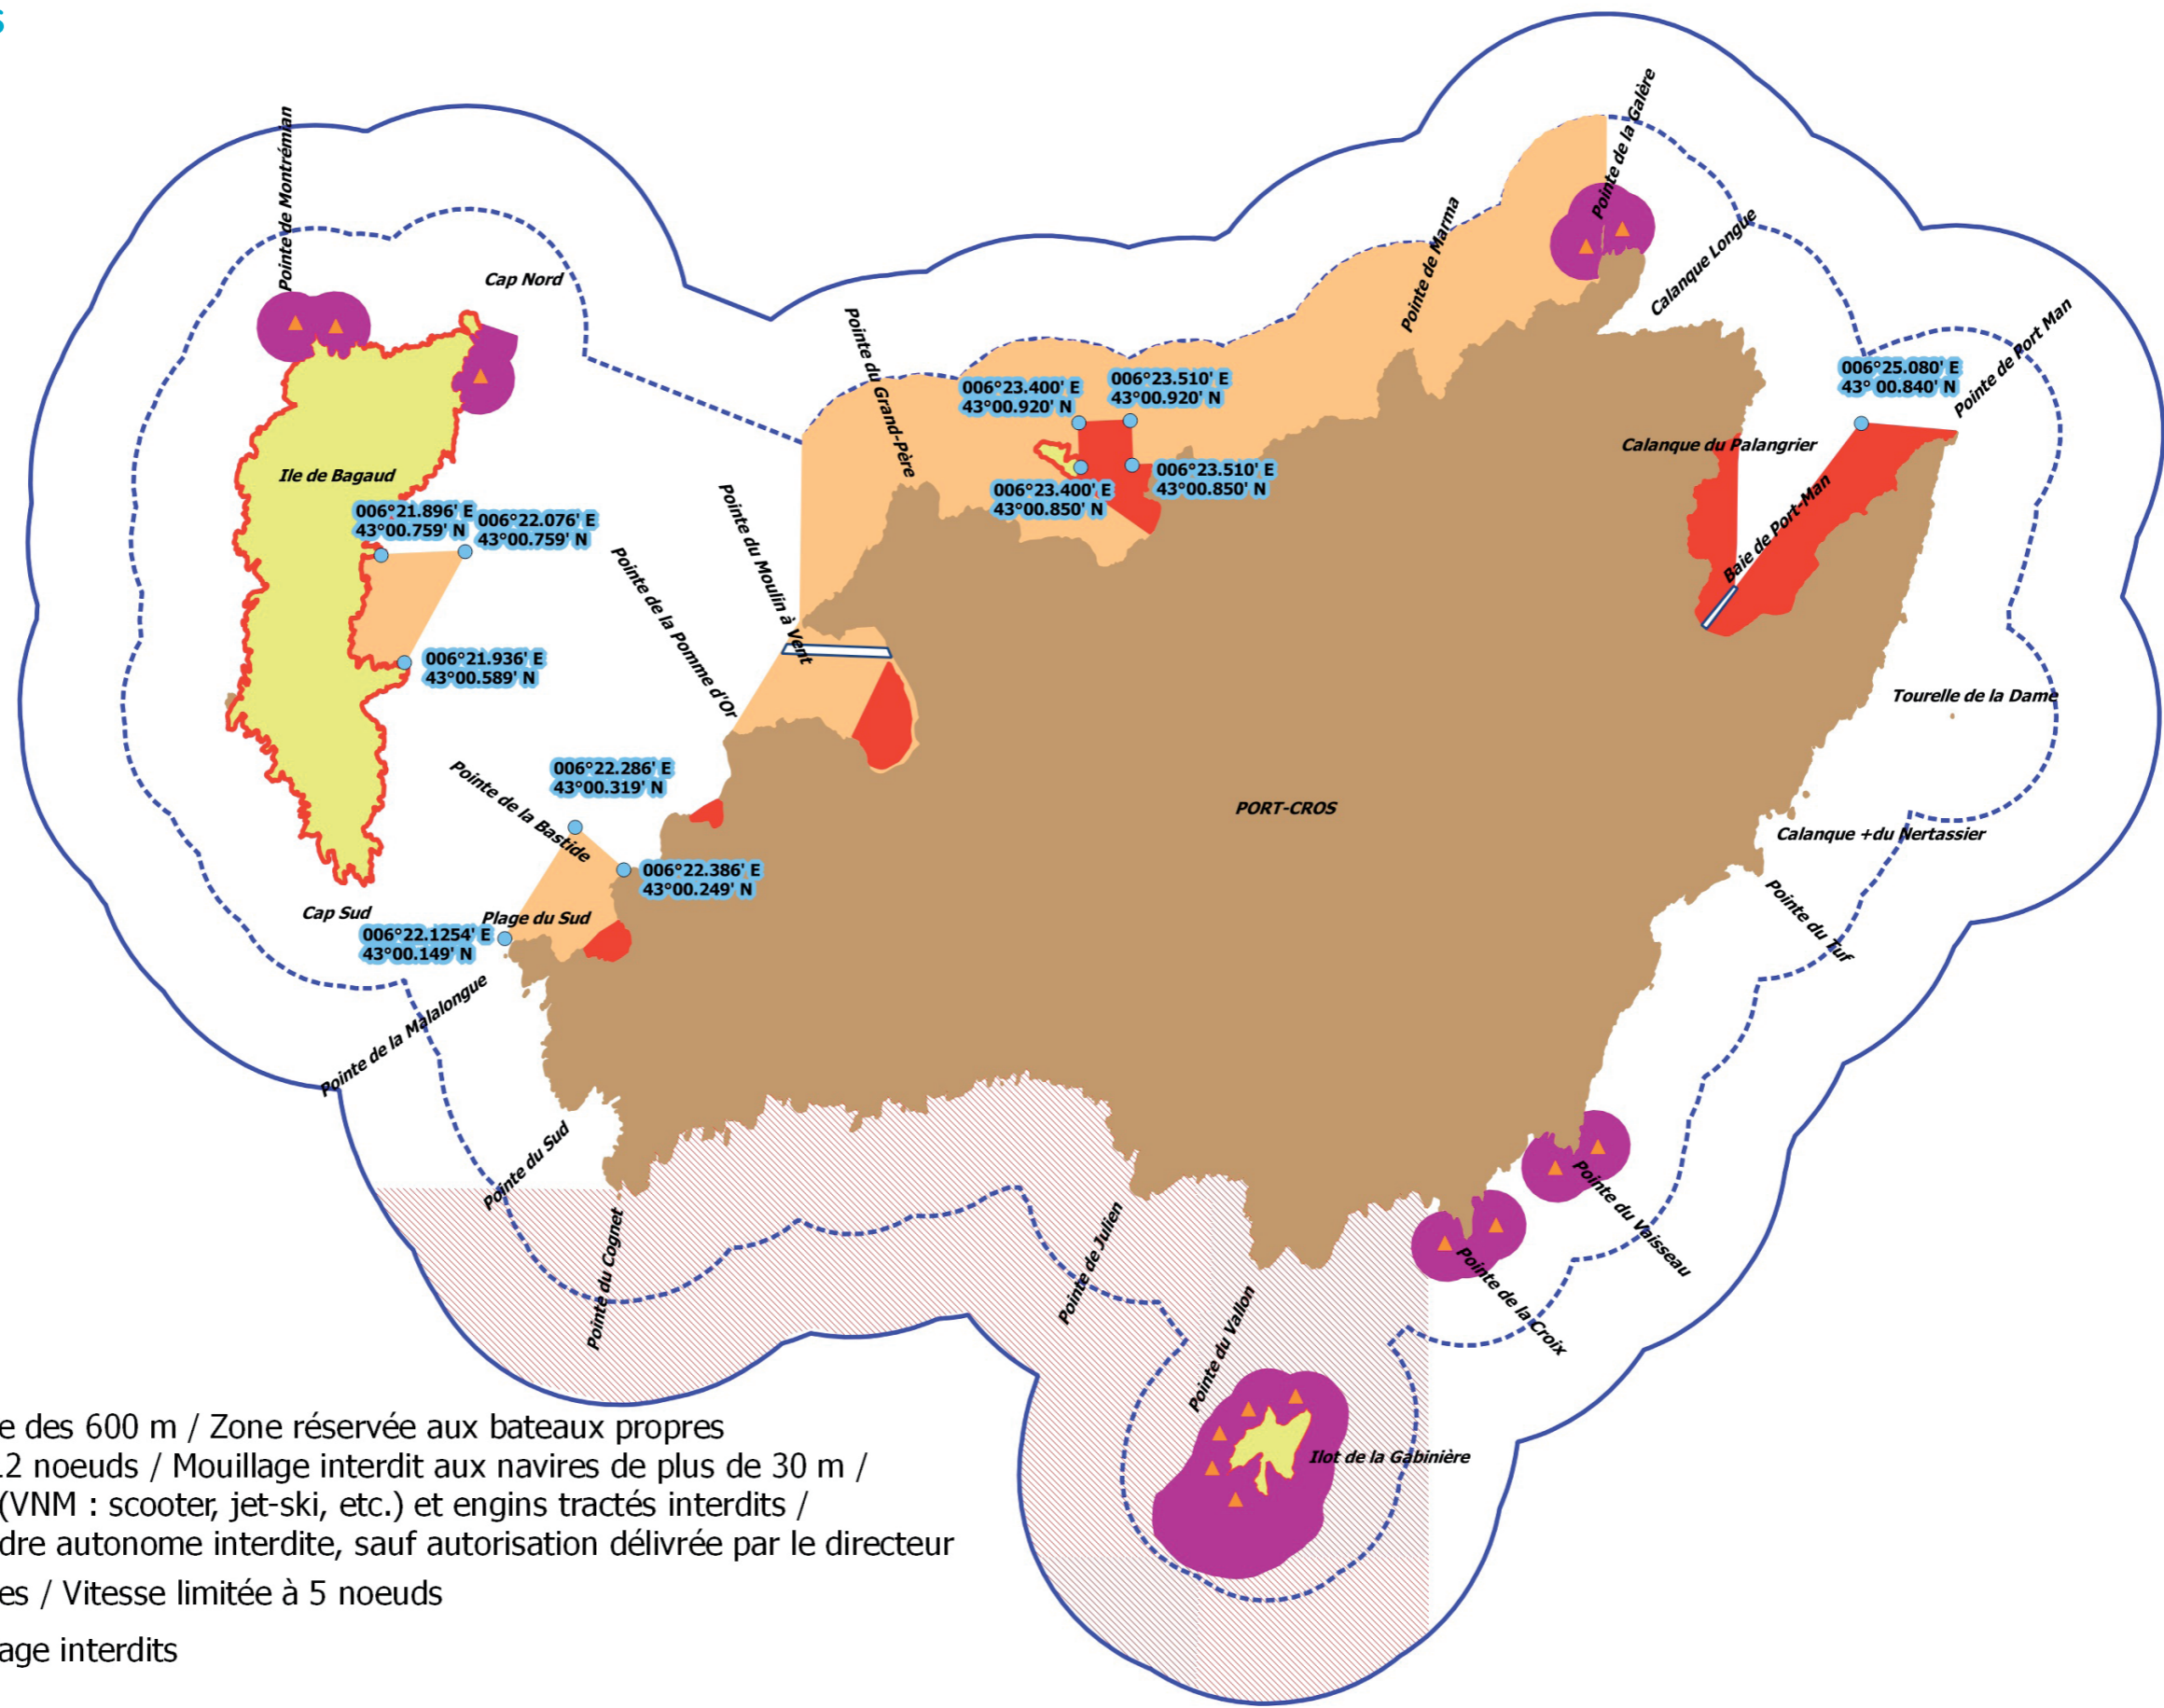 s
Pointe de Montrémian
Cap Nord
Pointe de la Galère
Calanque Longue
Pointe de Marma
Pointe du Grand-Père
Pointe de Port Man
006°23.400' E
43°00.920' N
006°23.510' E
43°00.920' N
006°25.080' E
43° 00.840' N
Ile de Bagaud
Calanque du Palangrier
006°23.400' E
43°00.850' N
006°23.510' E
43°00.850' N
006°21.896' E
43°00.759' N
006°22.076' E
43°00.759' N
Pointe du Moulin à Vent
Baie de Port-Man
Pointe de la Pomme d'Or
006°21.936' E
43°00.589' N
Tourelle de la Dame
006°22.286' E
43°00.319' N
PORT-CROS
Pointe de la Bastide
Calanque +du Nertassier
006°22.386' E
43°00.249' N
Cap Sud
Plage du Sud
006°22.1254' E
43°00.149' N
Pointe du Tuf
Pointe de la Malalongue
Pointe du Sud
Pointe du Cognet
Pointe de Julien
Pointe du Vallon
Pointe du Vaisseau
Pointe de la Croix
Ilot de la Gabinière
e des 600 m / Zone réservée aux bateaux propres
12 noeuds / Mouillage interdit aux navires de plus de 30 m /
(VNM : scooter, jet-ski, etc.) et engins tractés interdits /
dre autonome interdite, sauf autorisation délivrée par le directeur
es / Vitesse limitée à 5 noeuds
age interdits